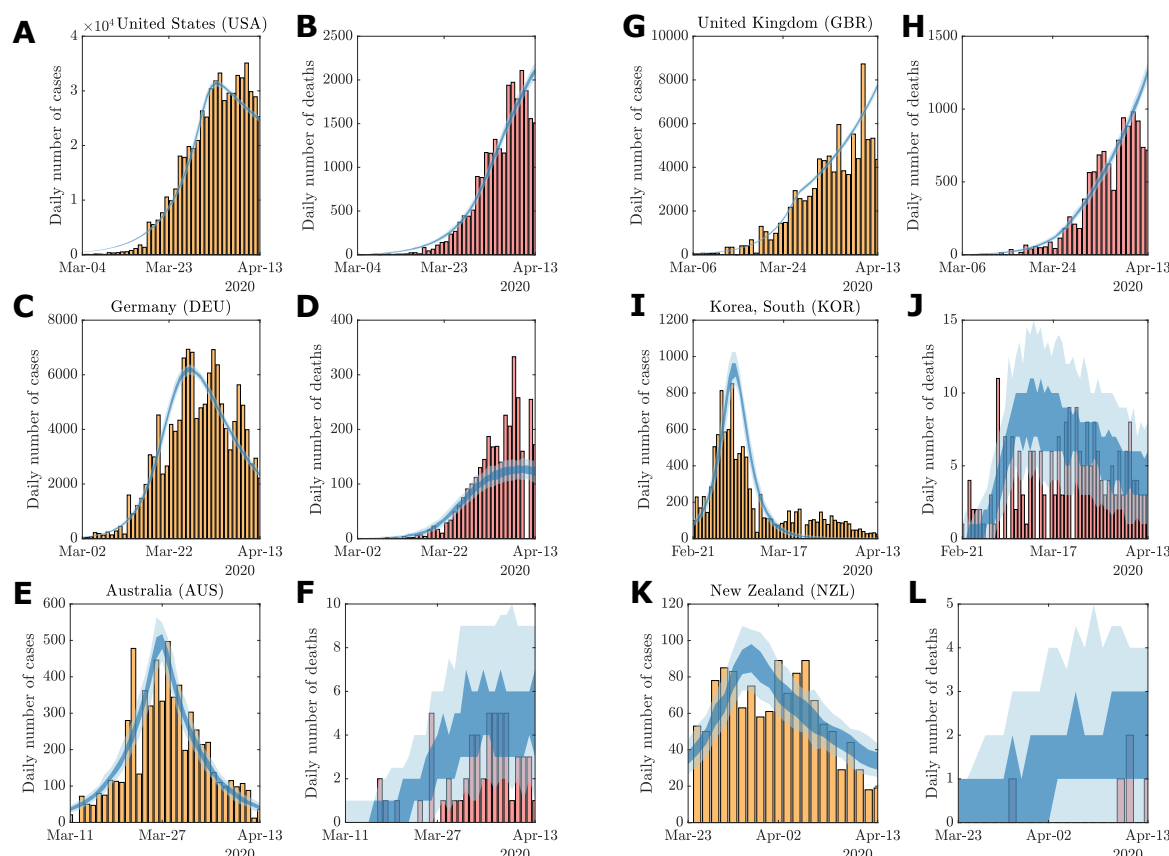 A
United States (USA)
×10⁴
Daily number of cases
4
3
2
1
0
Mar-04
Mar-23
Apr-13
B
Daily number of deaths
2500
2000
1500
1000
500
0
Mar-04
Mar-23
Apr-13
2020
G
United Kingdom (GBR)
Daily number of cases
10000
8000
6000
4000
2000
0
Mar-06
Mar-24
Apr-13
2020
H
Daily number of deaths
1500
1000
500
0
Mar-06
Mar-24
Apr-13
2020
C
Germany (DEU)
Daily number of cases
8000
6000
4000
2000
0
Mar-02
Mar-22
Apr-13
2020
D
Daily number of deaths
400
300
200
100
0
Mar-02
Mar-22
Apr-13
2020
I
Korea, South (KOR)
Daily number of cases
1200
1000
800
600
400
200
0
Feb-21
Mar-17
Apr-13
2020
J
Daily number of deaths
15
10
5
0
Feb-21
Mar-17
Apr-13
2020
E
Australia (AUS)
Daily number of cases
600
500
400
300
200
100
0
Mar-11
Mar-27
Apr-13
2020
F
Daily number of deaths
10
8
6
4
2
0
Mar-11
Mar-27
Apr-13
2020
K
New Zealand (NZL)
Daily number of cases
120
100
80
60
40
20
0
Mar-23
Apr-02
Apr-13
2020
L
Daily number of deaths
5
4
3
2
1
0
Mar-23
Apr-02
Apr-13
2020